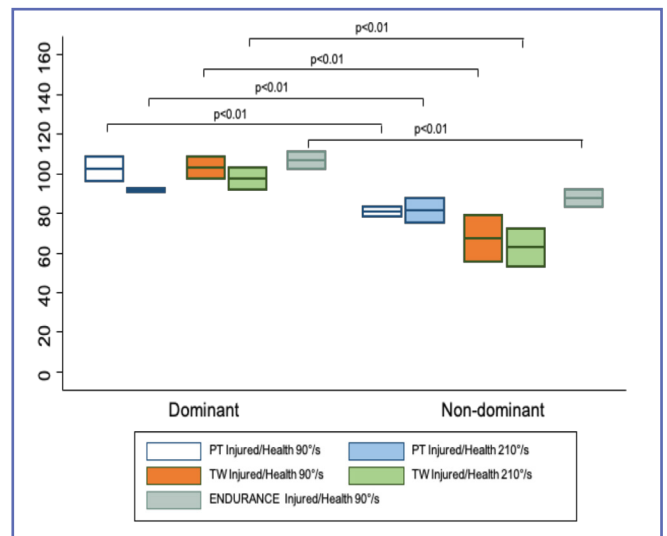 p<0.01
p<0.01
p<0.01
p<0.01
p<0.01
160
140
120
100
80
60
40
20
0
Dominant Non-dominant
PT Injured/Health 90°/s PT Injured/Health 210°/s
TW Injured/Health 90°/s TW Injured/Health 210°/s
ENDURANCE Injured/Health 90°/s